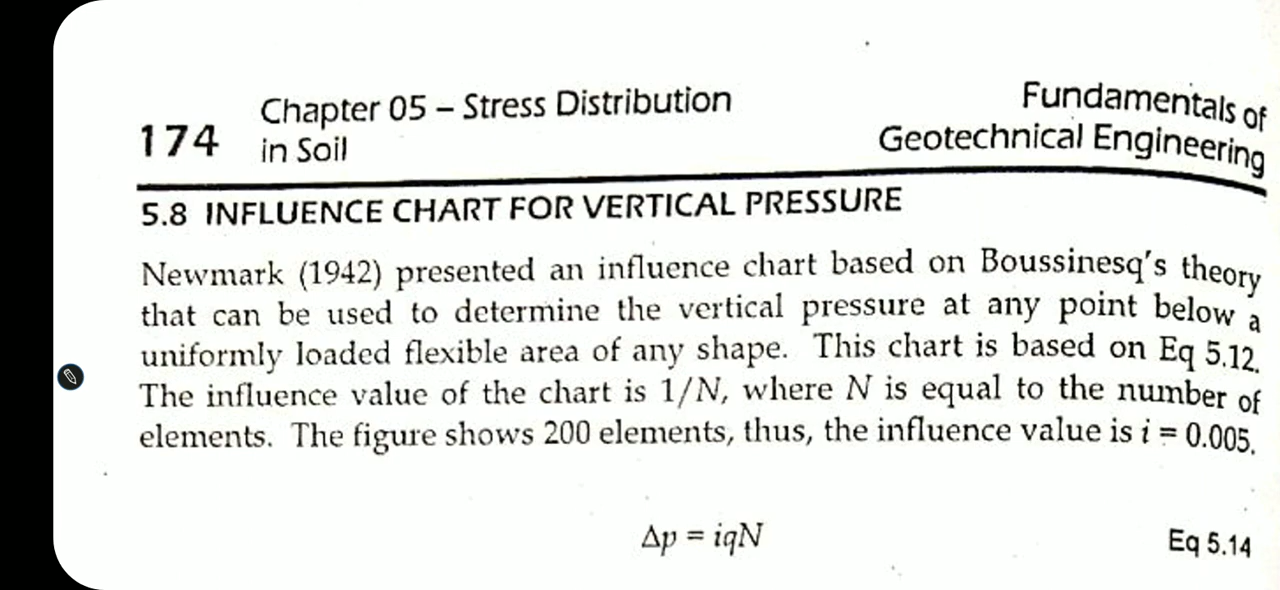 174
Chapter 05 – Stress Distribution
in Soil
Fundamentals of
Geotechnical Engineering
5.8 INFLUENCE CHART FOR VERTICAL PRESSURE
Newmark (1942) presented an influence chart based on Boussinesq's theory
that can be used to determine the vertical pressure at any point below a
uniformly loaded flexible area of any shape. This chart is based on Eq 5.12.
The influence value of the chart is 1/N, where N is equal to the number of
elements. The figure shows 200 elements, thus, the influence value is i = 0.005.
Δp = iqN
Eq 5.14